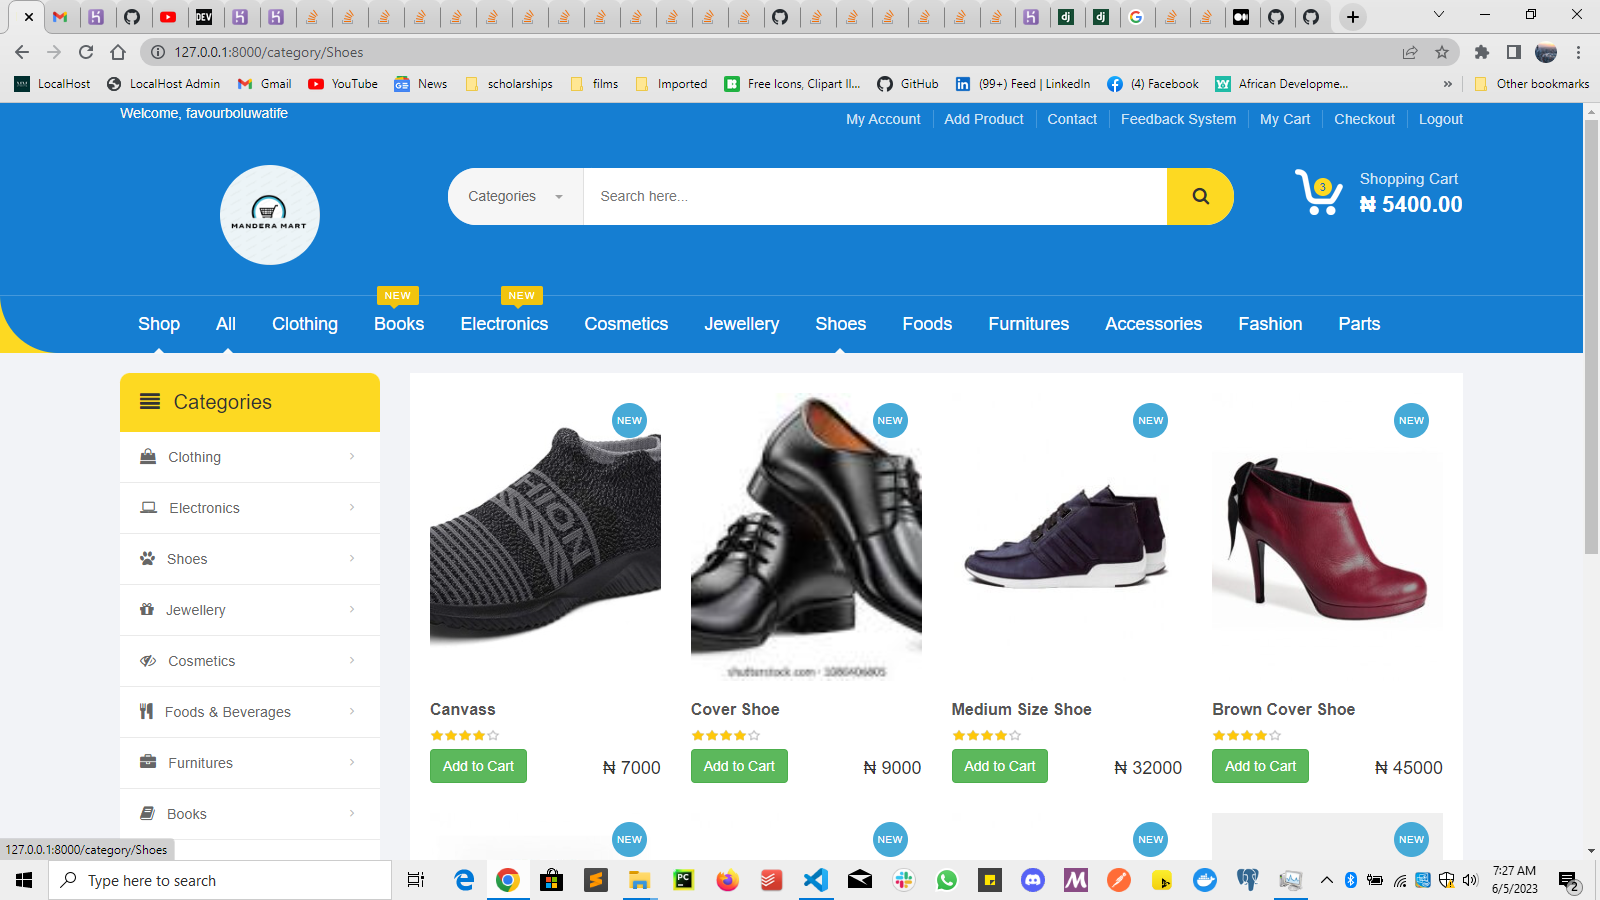 127.0.0.1:8000/category/Shoes
LocalHost
LocalHost Admin
Gmail
YouTube
News
scholarships
films
Imported
Free Icons, Clipart Il...
GitHub
(99+) Feed | LinkedIn
(4) Facebook
African Developme...
»
Other bookmarks
Welcome, favourboluwatife
My Account
Add Product
Contact
Feedback System
My Cart
Checkout
Logout
MANDERA MART
Categories
Search here...
3
Shopping Cart
₦ 5400.00
NEW
NEW
Shop
All
Clothing
Books
Electronics
Cosmetics
Jewellery
Shoes
Foods
Furnitures
Accessories
Fashion
Parts
Categories
Clothing
Electronics
Shoes
Jewellery
Cosmetics
Foods & Beverages
Furnitures
Books
NEW
HION
Canvass
Add to Cart
₦ 7000
NEW
shutterstock.com · 1080406805
Cover Shoe
Add to Cart
₦ 9000
NEW
Medium Size Shoe
Add to Cart
₦ 32000
NEW
Brown Cover Shoe
Add to Cart
₦ 45000
NEW
NEW
NEW
NEW
127.0.0.1:8000/category/Shoes
Type here to search
7:27 AM
6/5/2023
2